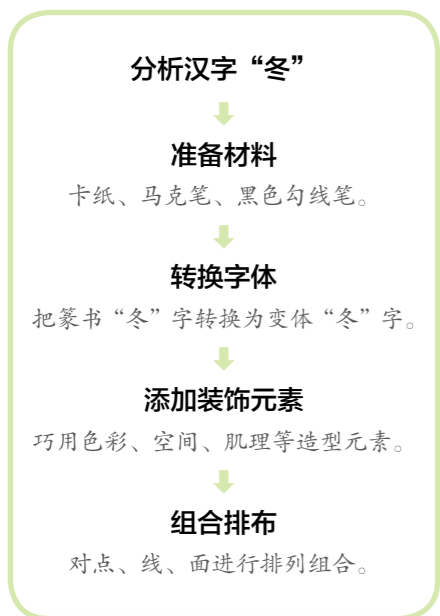 分析汉字“冬”
准备材料
卡纸、马克笔、黑色勾线笔。
转换字体
把篆书“冬”字转换为变体“冬”字。
添加装饰元素
巧用色彩、空间、肌理等造型元素。
组合排布
对点、线、面进行排列组合。